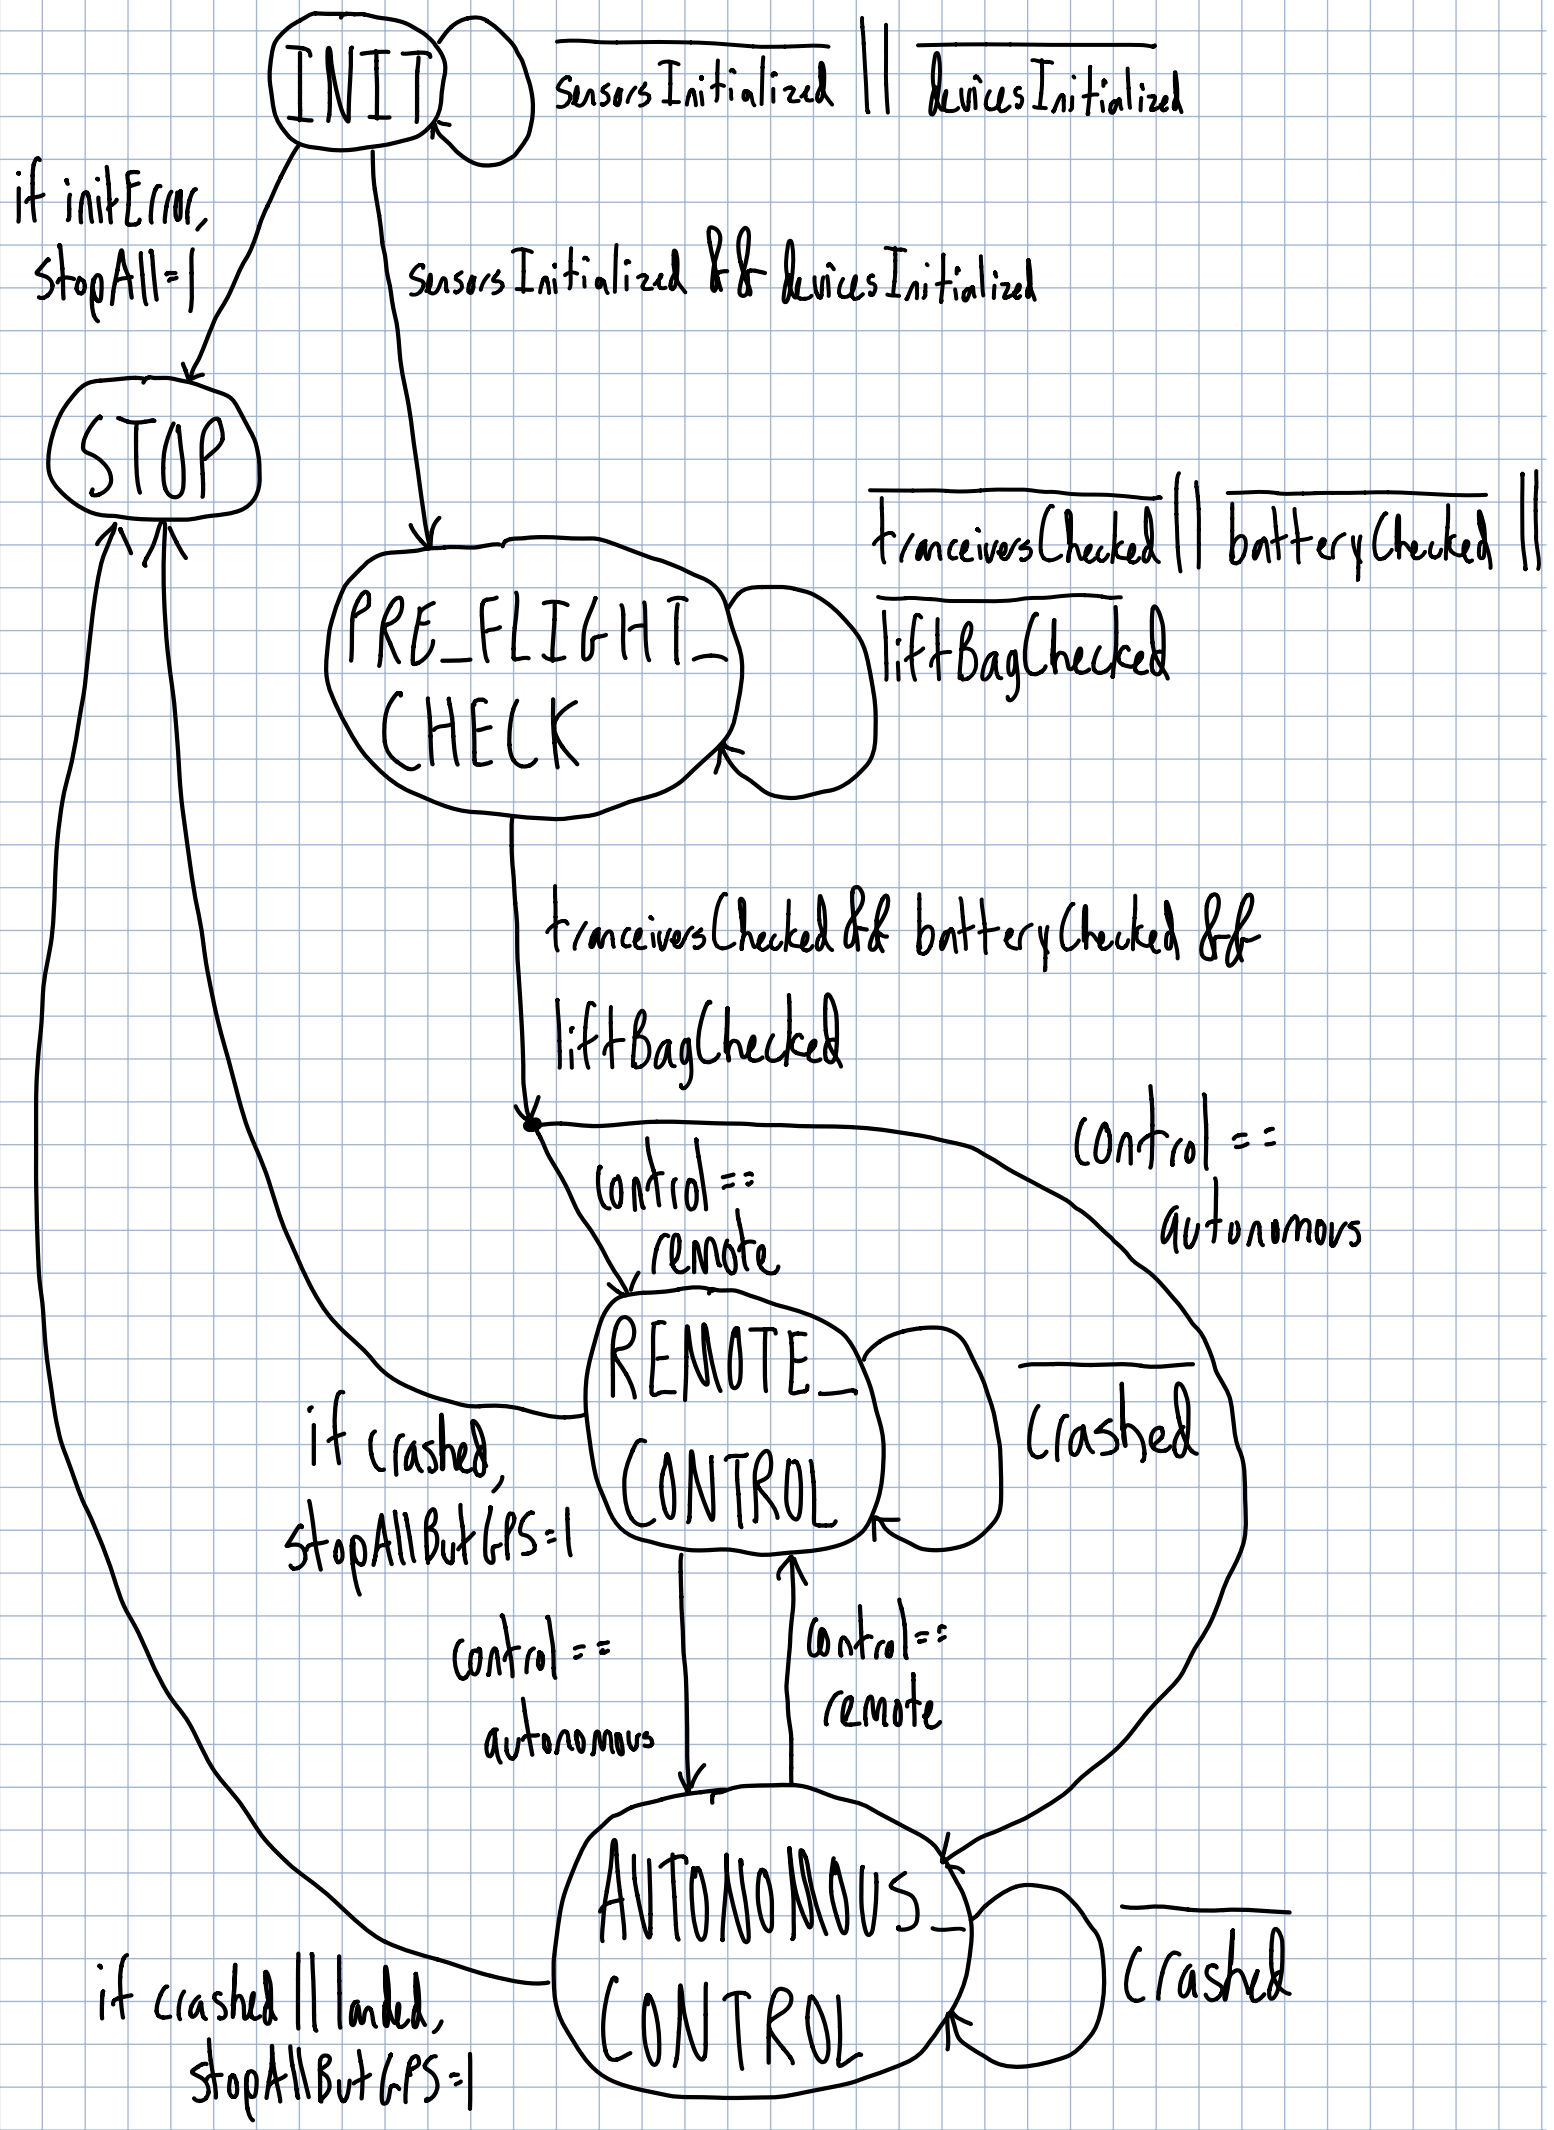 INIT
sensorsInitialized || devicesInitialized
if initError,
stopAll=1
sensorsInitialized && devicesInitialized
STOP
tranceiversChecked || batteryChecked ||
liftBagChecked
PRE_FLIGHT_
CHECK
tranceiversChecked && batteryChecked &&
liftBagChecked
control ==
autonomous
control ==
remote
REMOTE_
CONTROL
crashed
if crashed,
stopAllButGPS=1
control ==
autonomous
control ==
remote
AUTONOMOUS_
CONTROL
crashed
if crashed || landed,
stopAllButGPS=1